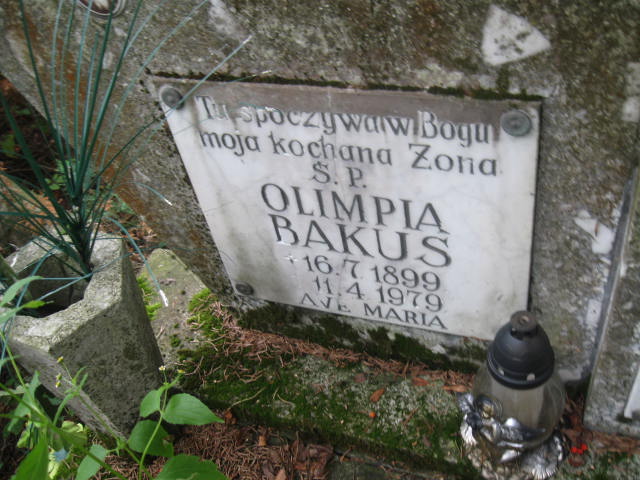 Tu spoczywa w Bogu
moja kochana Żona
Ś.P.
OLIMPIA
BAKUS
* 16.7 1899
11.4 1979
AVE MARIA